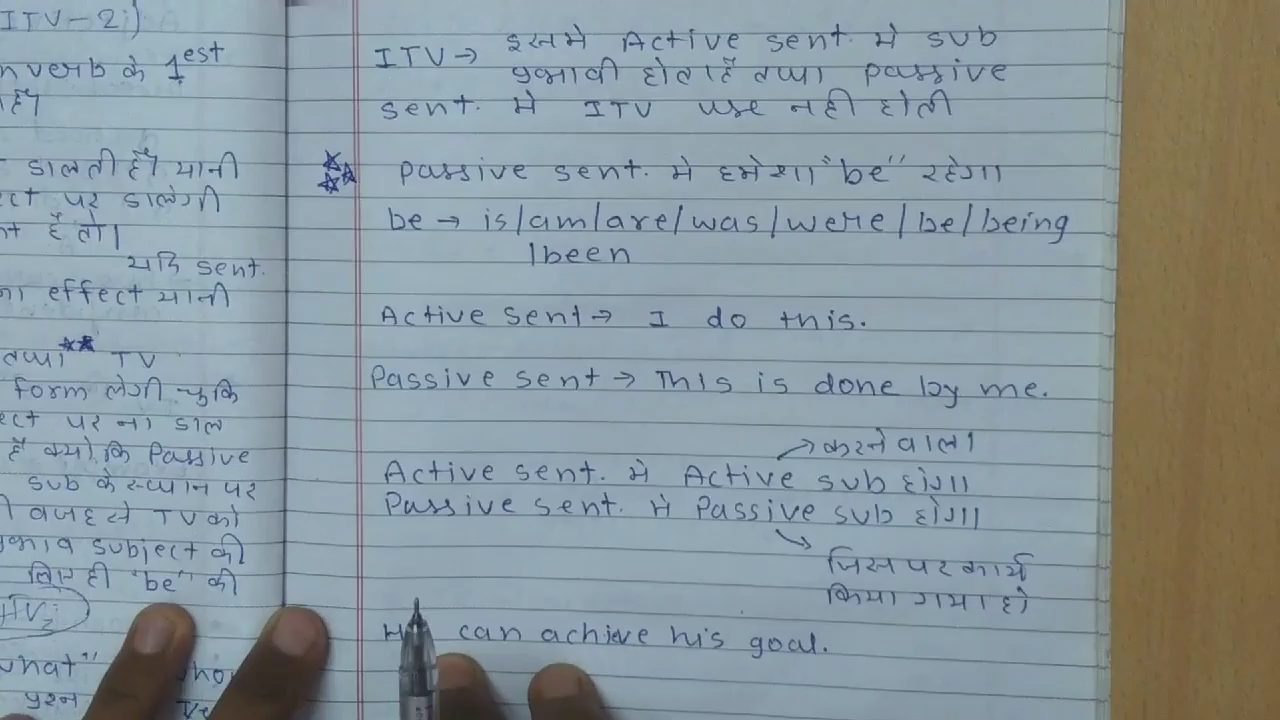 ITV-2;)
verb के 1est
डालती हैं यानी
पर डालेगी
है तो।
यदि sent.
effect यानी
तथा TV
form लेगी चुकि
पर ना डाल
है क्यों कि Passive
sub के स्थान पर
वजह से TV को
subject की
लिए ही "be" की
what"
प्रश्न
ITV → इसमे Active sent. मे sub
प्रभावी होता हैं तथा passive
sent. मे ITV use नही होती
passive sent. मे हमेशा "be" रहेगा
be → is/am/are/was/were/be/being
/been
Active sent → I do this.
Passive sent → This is done by me.
→ करने वाला
Active sent. मे Active sub होगा
Passive sent. मे Passive sub होगा
जिस पर कार्य
किया गया हो
can achive his goal.